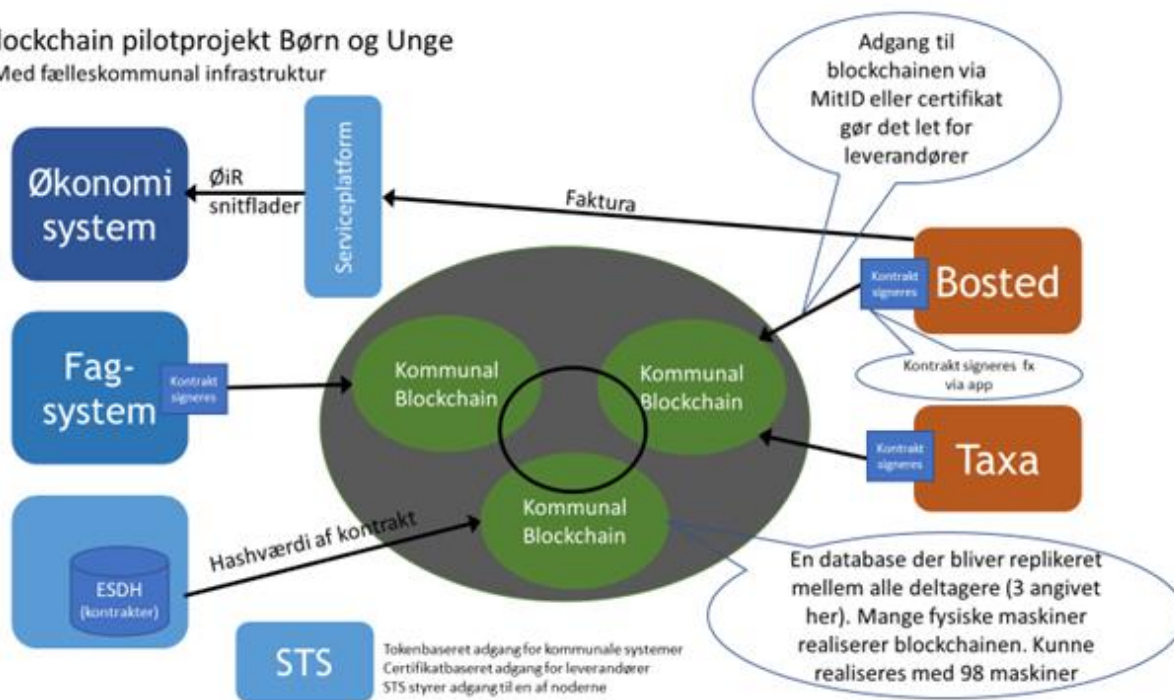 lockchain pilotprojekt Børn og Unge
Med fælleskommunal infrastruktur
Adgang til
blockchainen via
MitID eller certifikat
gør det let for
leverandører
Økonomi
system
ØiR
snitflader
Serviceplatform
Faktura
Kontrakt
signeres
Bosted
Kontrakt signeres fx
via app
Fag-
system
Kontrakt
signeres
Kommunal
Blockchain
Kommunal
Blockchain
Kontrakt
signeres
Taxa
Kommunal
Blockchain
Hashværdi af kontrakt
ESDH
(kontrakter)
En database der bliver replikeret
mellem alle deltagere (3 angivet
her). Mange fysiske maskiner
realiserer blockchainen. Kunne
realiseres med 98 maskiner
STS
Tokenbaseret adgang for kommunale systemer
Certifikatbaseret adgang for leverandører
STS styrer adgang til en af noderne